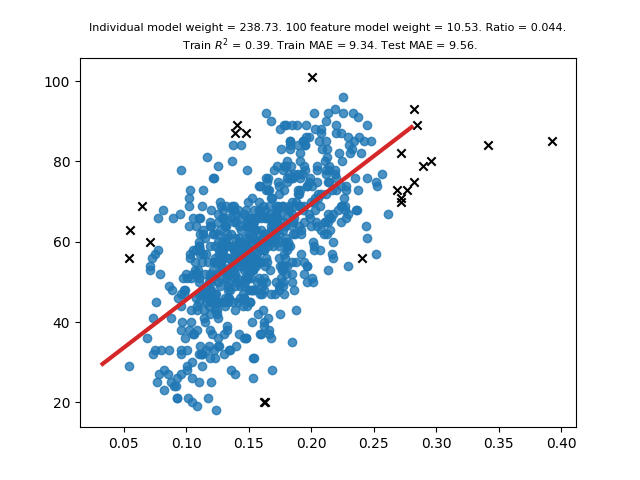 Individual model weight = 238.73. 100 feature model weight = 10.53. Ratio = 0.044.
Train R² = 0.39. Train MAE = 9.34. Test MAE = 9.56.
100
80
60
40
20
0.05 0.10 0.15 0.20 0.25 0.30 0.35 0.40